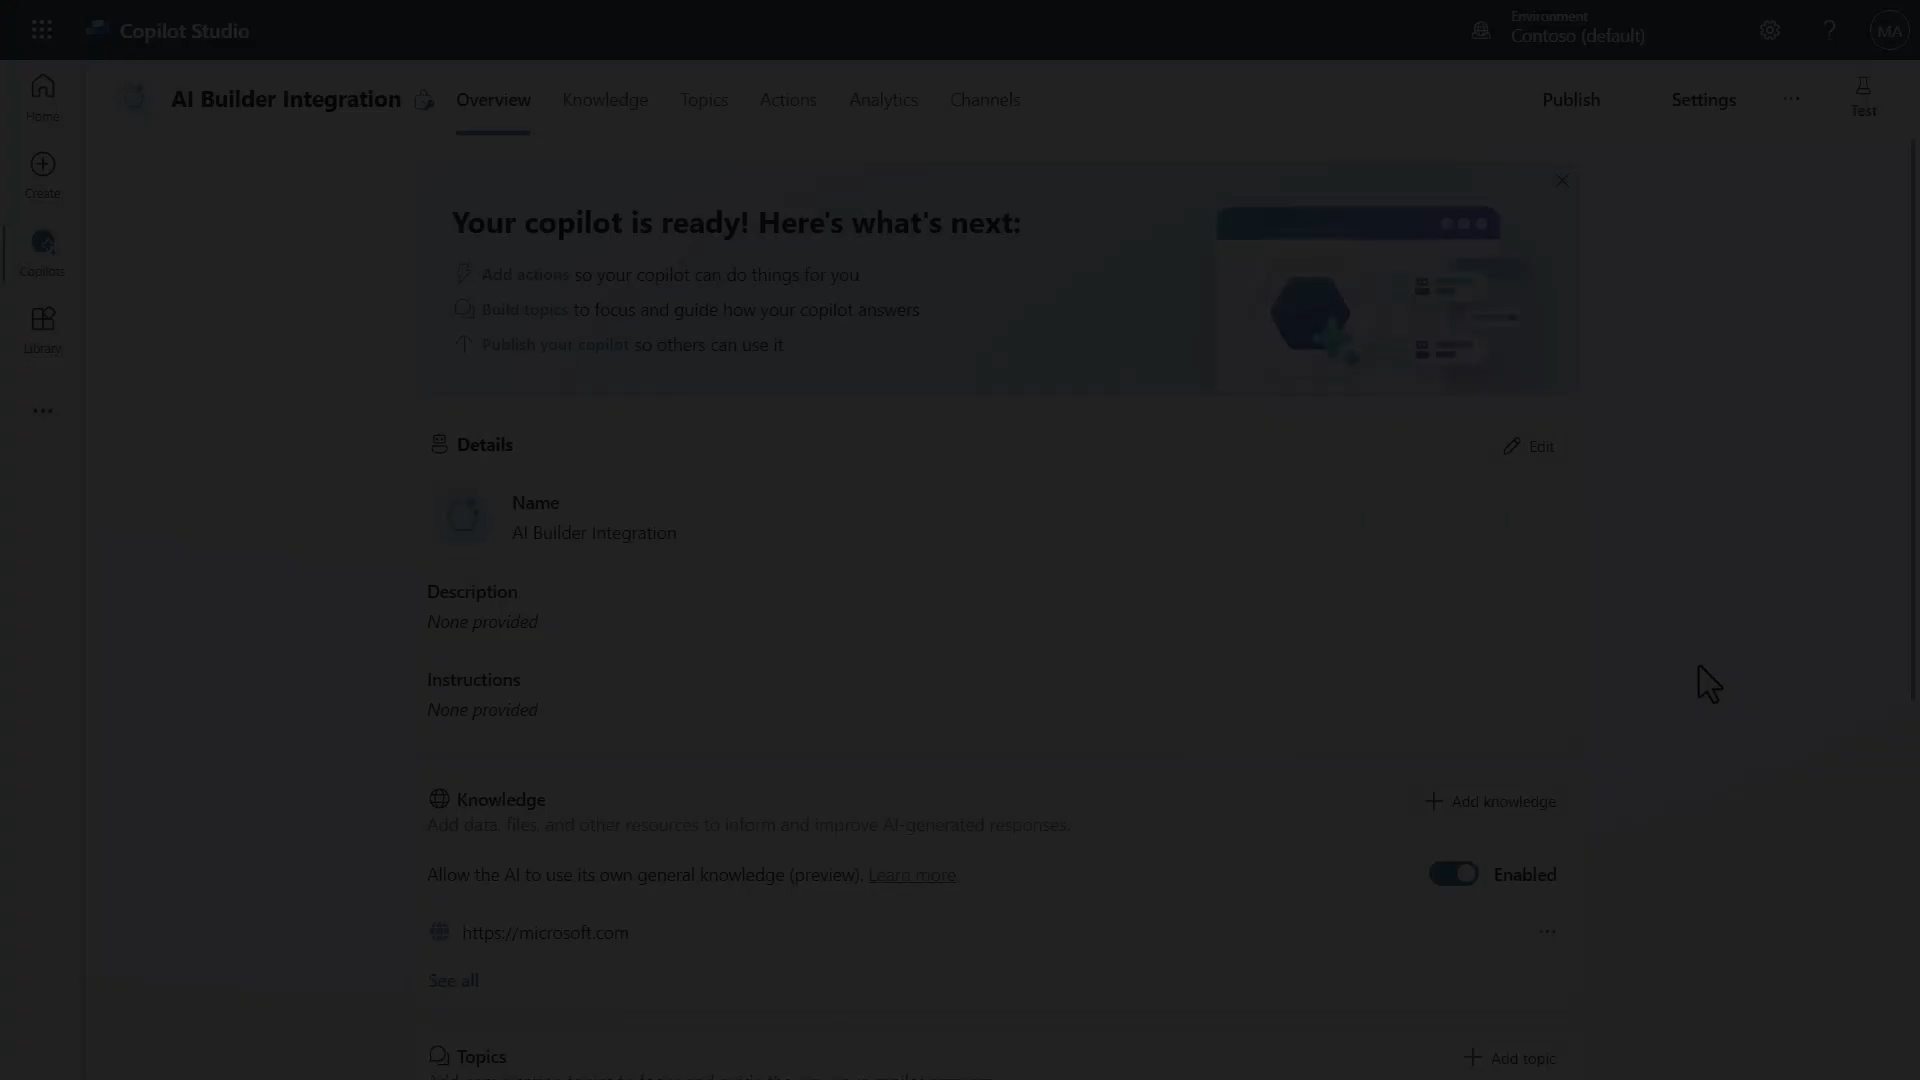 Copilot Studio
Environment
Contoso (default)
MA
Home
Create
Copilots
Library
AI Builder Integration
Overview
Knowledge
Topics
Actions
Analytics
Channels
Publish
Settings
Test
Your copilot is ready! Here's what's next:
Add actions so your copilot can do things for you
Build topics to focus and guide how your copilot answers
Publish your copilot so others can use it
Details
Edit
Name
AI Builder Integration
Description
None provided
Instructions
None provided
Knowledge
Add knowledge
Add data, files, and other resources to inform and improve AI-generated responses.
Allow the AI to use its own general knowledge (preview). Learn more
Enabled
https://microsoft.com
See all
Topics
Add topic